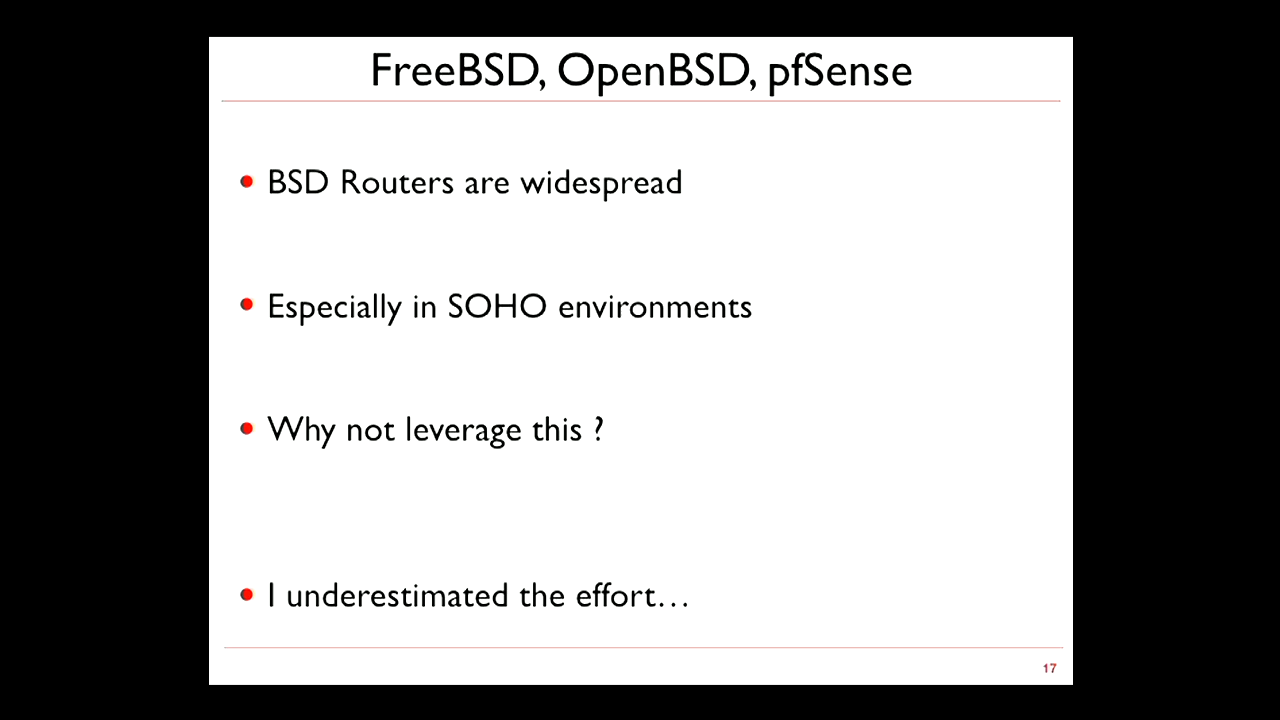 FreeBSD, OpenBSD, pfSense
BSD Routers are widespread
Especially in SOHO environments
Why not leverage this ?
I underestimated the effort…
17